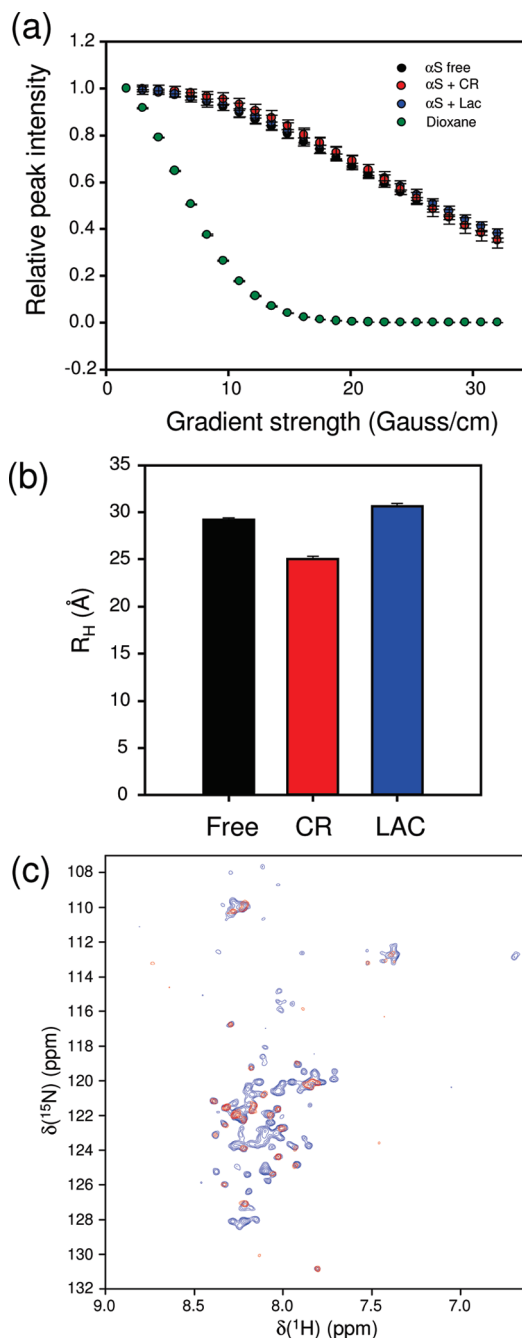 (a)
1.2
1.0
0.8
0.6
0.4
0.2
0.0
-0.2
Relative peak intensity
αS free
αS + CR
αS + Lac
Dioxane
0 10 20 30
Gradient strength (Gauss/cm)
(b)
35
30
25
20
15
10
5
0
R_H (Å)
Free CR LAC
(c)
108
110
112
114
116
118
120
122
124
126
128
130
132
δ(¹⁵N) (ppm)
9.0 8.5 8.0 7.5 7.0
δ(¹H) (ppm)